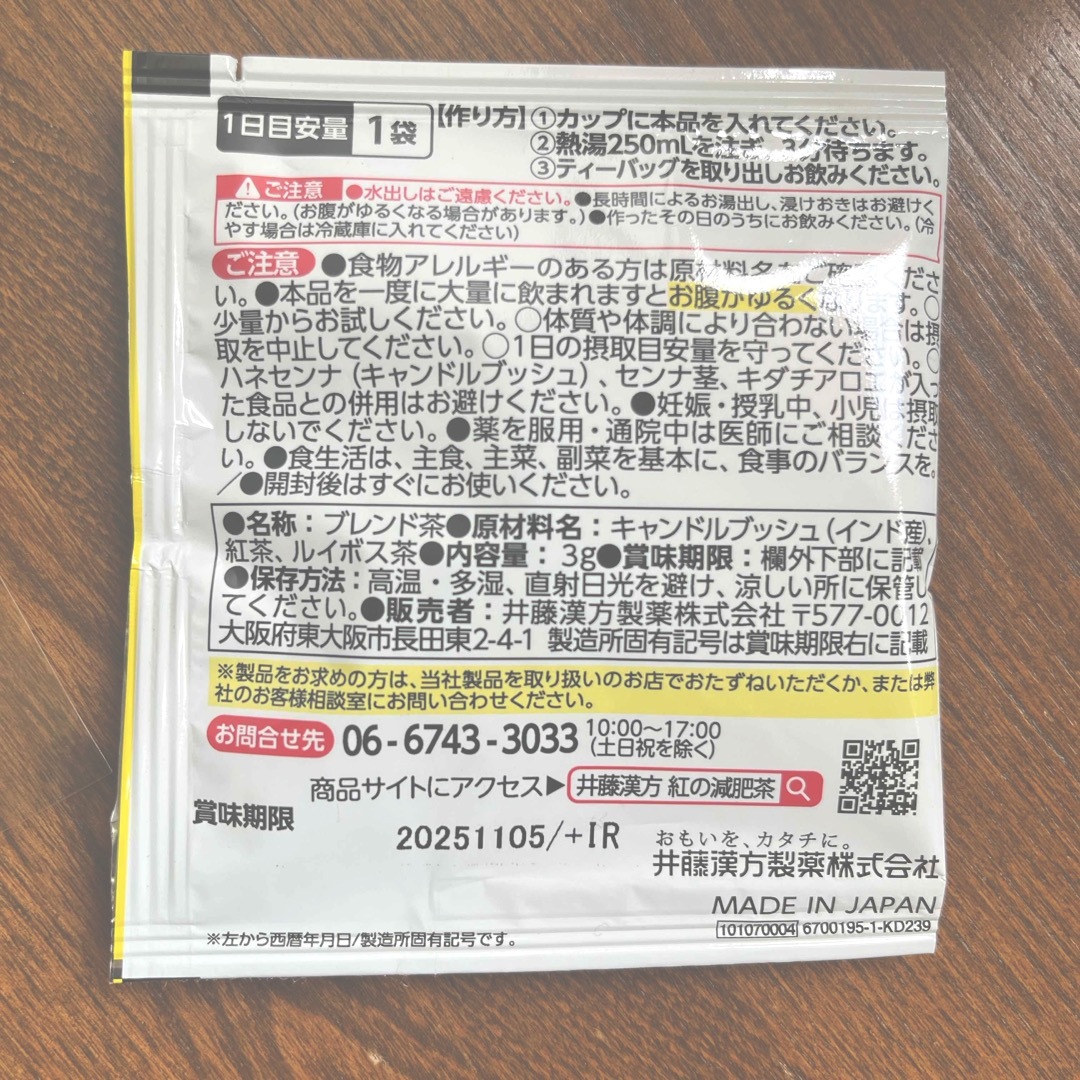 1日目安量 1袋 【作り方】①カップに本品を入れてください。
②熱湯250mLを注ぎ、3分待ちます。
③ティーバッグを取り出しお飲みください。
ご注意 ●水出しはご遠慮ください。●長時間によるお湯出し、浸けおきはお避けく
ださい。(お腹がゆるくなる場合があります。)●作ったその日のうちにお飲みください。(冷
やす場合は冷蔵庫に入れてください)
ご注意 ●食物アレルギーのある方は原材料名をご確認くださ
い。●本品を一度に大量に飲まれますとお腹がゆるくなります。○
少量からお試しください。○体質や体調により合わない場合は摂
取を中止してください。○1日の摂取目安量を守ってください。○
ハネセンナ(キャンドルブッシュ)、センナ茎、キダチアロエが入っ
た食品との併用はお避けください。●妊娠・授乳中、小児は摂取
しないでください。●薬を服用・通院中は医師にご相談くださ
い。●食生活は、主食、主菜、副菜を基本に、食事のバランスを。
/●開封後はすぐにお使いください。
●名称:ブレンド茶●原材料名:キャンドルブッシュ(インド産)、
紅茶、ルイボス茶●内容量:3g●賞味期限:欄外下部に記載
●保存方法:高温・多湿、直射日光を避け、涼しい所に保管し
てください。●販売者:井藤漢方製薬株式会社 〒577-0012
大阪府東大阪市長田東2-4-1 製造所固有記号は賞味期限右に記載
※製品をお求めの方は、当社製品を取り扱いのお店でおたずねいただくか、または弊
社のお客様相談室にお問い合わせください。
お問合せ先 06-6743-3033 10:00~17:00
(土日祝を除く)
商品サイトにアクセス▶ 井藤漢方 紅の減肥茶
賞味期限
20251105/+IR
おもいを、カタチに。
井藤漢方製薬株式会社
MADE IN JAPAN
101070004 6700195-1-KD239
※左から西暦年月日/製造所固有記号です。